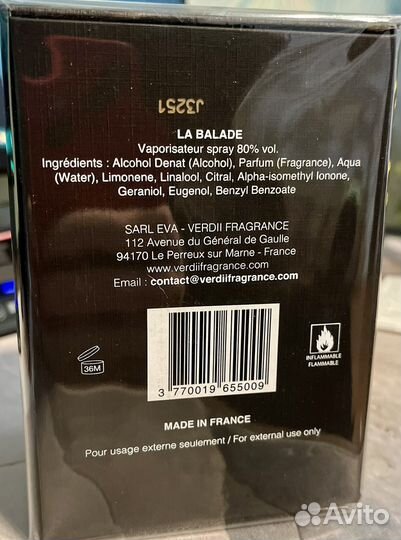 J3251
LA BALADE
Vaporisateur spray 80% vol.
Ingrédients : Alcohol Denat (Alcohol), Parfum (Fragrance), Aqua
(Water), Limonene, Linalool, Citral, Alpha-isomethyl Ionone,
Geraniol, Eugenol, Benzyl Benzoate
SARL EVA - VERDII FRAGRANCE
112 Avenue du Général de Gaulle
94170 Le Perreux sur Marne - France
www.verdiifragrance.com
Email : contact@verdiifragrance.com
36M
3 770019 655009
INFLAMMABLE
FLAMMABLE
MADE IN FRANCE
Pour usage externe seulement / For external use only
Avito